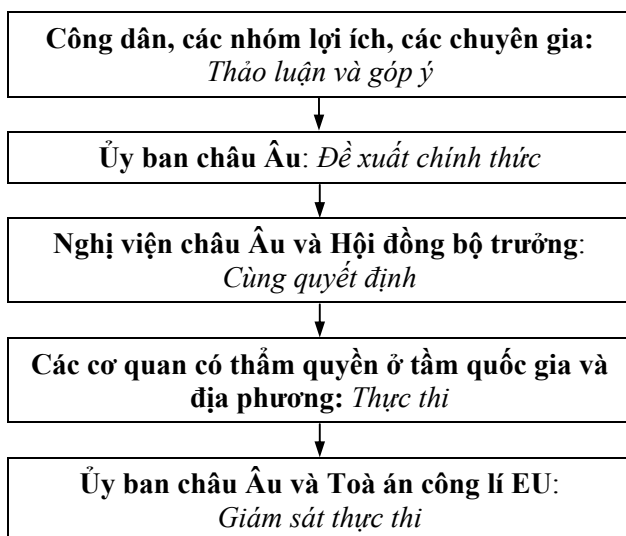 Công dân, các nhóm lợi ích, các chuyên gia:
Thảo luận và góp ý
Ủy ban châu Âu: Đề xuất chính thức
Nghị viện châu Âu và Hội đồng bộ trưởng:
Cùng quyết định
Các cơ quan có thẩm quyền ở tầm quốc gia và
địa phương: Thực thi
Ủy ban châu Âu và Toà án công lí EU:
Giám sát thực thi